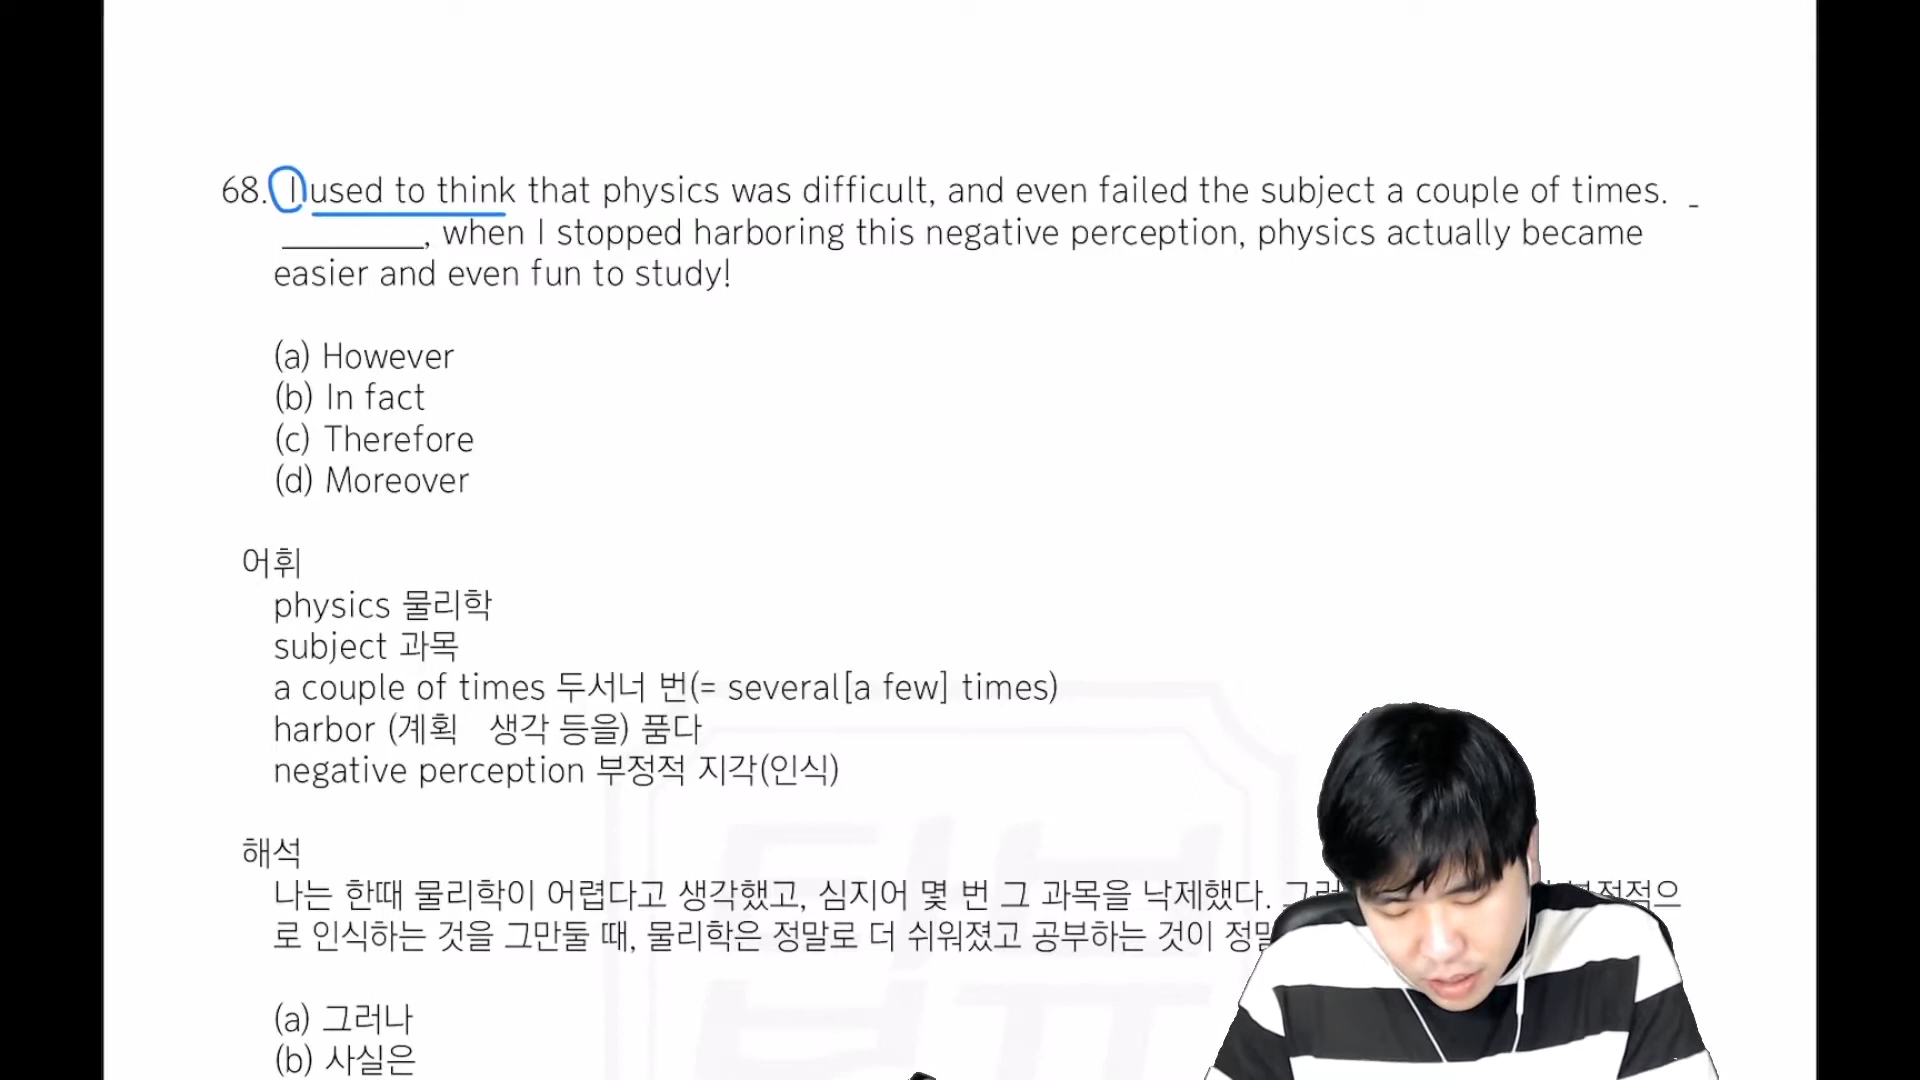 68. I used to think that physics was difficult, and even failed the subject a couple of times. _
________, when I stopped harboring this negative perception, physics actually became
easier and even fun to study!
(a) However
(b) In fact
(c) Therefore
(d) Moreover
어휘
physics 물리학
subject 과목
a couple of times 두서너 번(= several[a few] times)
harbor (계획 생각 등을) 품다
negative perception 부정적 지각(인식)
해석
나는 한때 물리학이 어렵다고 생각했고, 심지어 몇 번 그 과목을 낙제했다.
로 인식하는 것을 그만둘 때, 물리학은 정말로 더 쉬워졌고 공부하는 것이
(a) 그러나
(b) 사실은